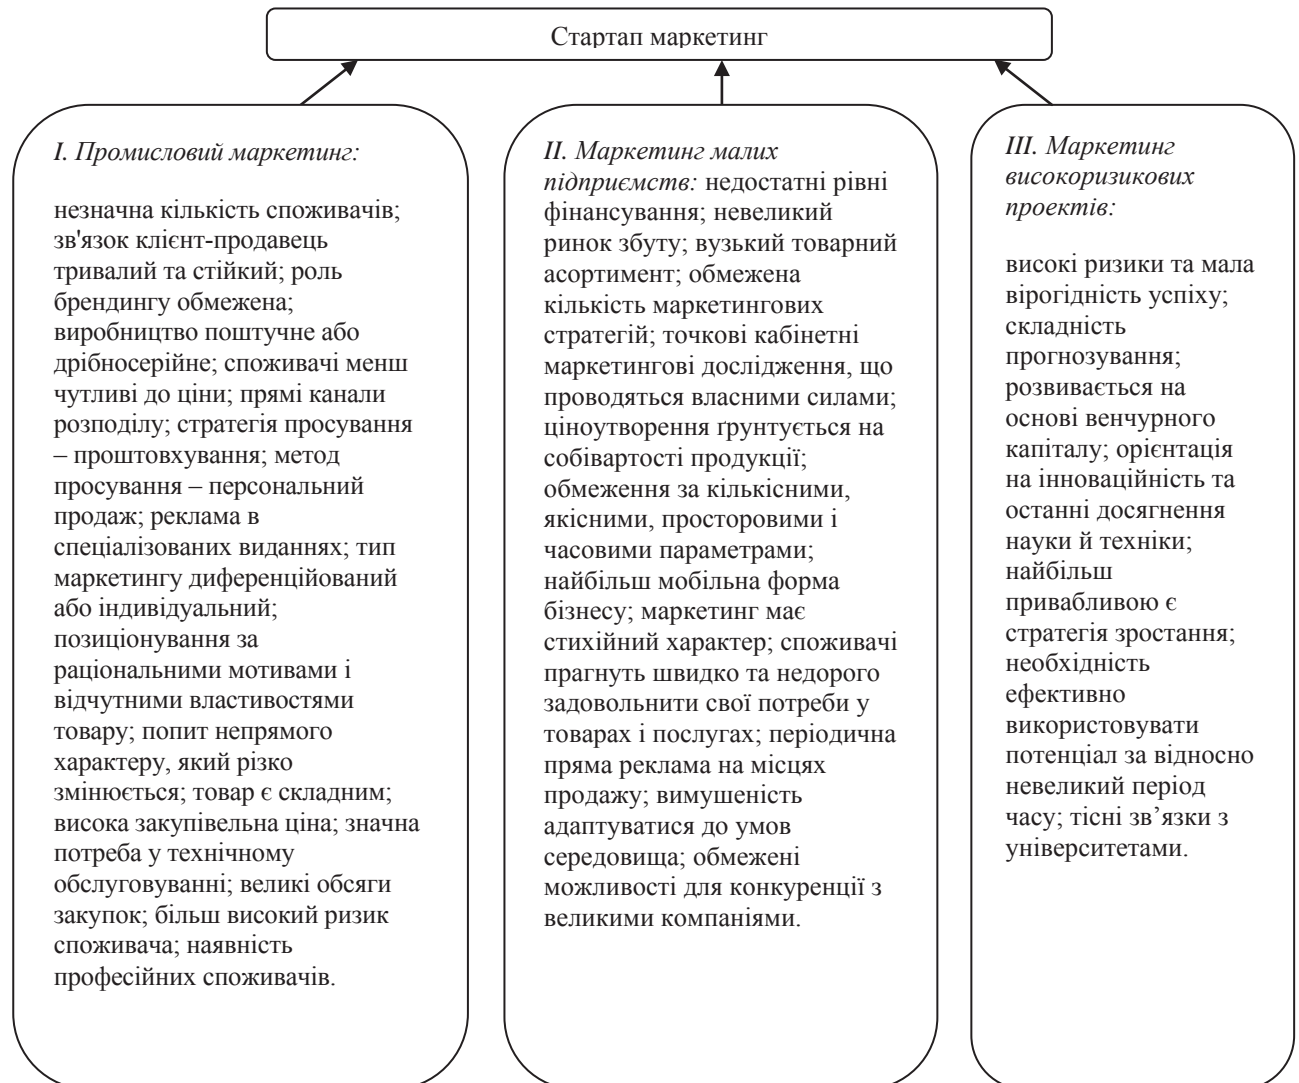 Стартап маркетинг
І. Промисловий маркетинг:
незначна кількість споживачів;
зв'язок клієнт-продавець
тривалий та стійкий; роль
брендингу обмежена;
виробництво поштучне або
дрібносерійне; споживачі менш
чутливі до ціни; прямі канали
розподілу; стратегія просування
– проштовхування; метод
просування – персональний
продаж; реклама в
спеціалізованих виданнях; тип
маркетингу диференційований
або індивідуальний;
позиціонування за
раціональними мотивами і
відчутними властивостями
товару; попит непрямого
характеру, який різко
змінюється; товар є складним;
висока закупівельна ціна; значна
потреба у технічному
обслуговуванні; великі обсяги
закупок; більш високий ризик
споживача; наявність
професійних споживачів.
ІІ. Маркетинг малих
підприємств: недостатні рівні
фінансування; невеликий
ринок збуту; вузький товарний
асортимент; обмежена
кількість маркетингових
стратегій; точкові кабінетні
маркетингові дослідження, що
проводяться власними силами;
ціноутворення ґрунтується на
собівартості продукції;
обмеження за кількісними,
якісними, просторовими і
часовими параметрами;
найбільш мобільна форма
бізнесу; маркетинг має
стихійний характер; споживачі
прагнуть швидко та недорого
задовольнити свої потреби у
товарах і послугах; періодична
пряма реклама на місцях
продажу; вимушеність
адаптуватися до умов
середовища; обмежені
можливості для конкуренції з
великими компаніями.
ІІІ. Маркетинг
високоризикових
проектів:
високі ризики та мала
вірогідність успіху;
складність
прогнозування;
розвивається на
основі венчурного
капіталу; орієнтація
на інноваційність та
останні досягнення
науки й техніки;
найбільш
привабливою є
стратегія зростання;
необхідність
ефективно
використовувати
потенціал за відносно
невеликий період
часу; тісні зв’язки з
університетами.